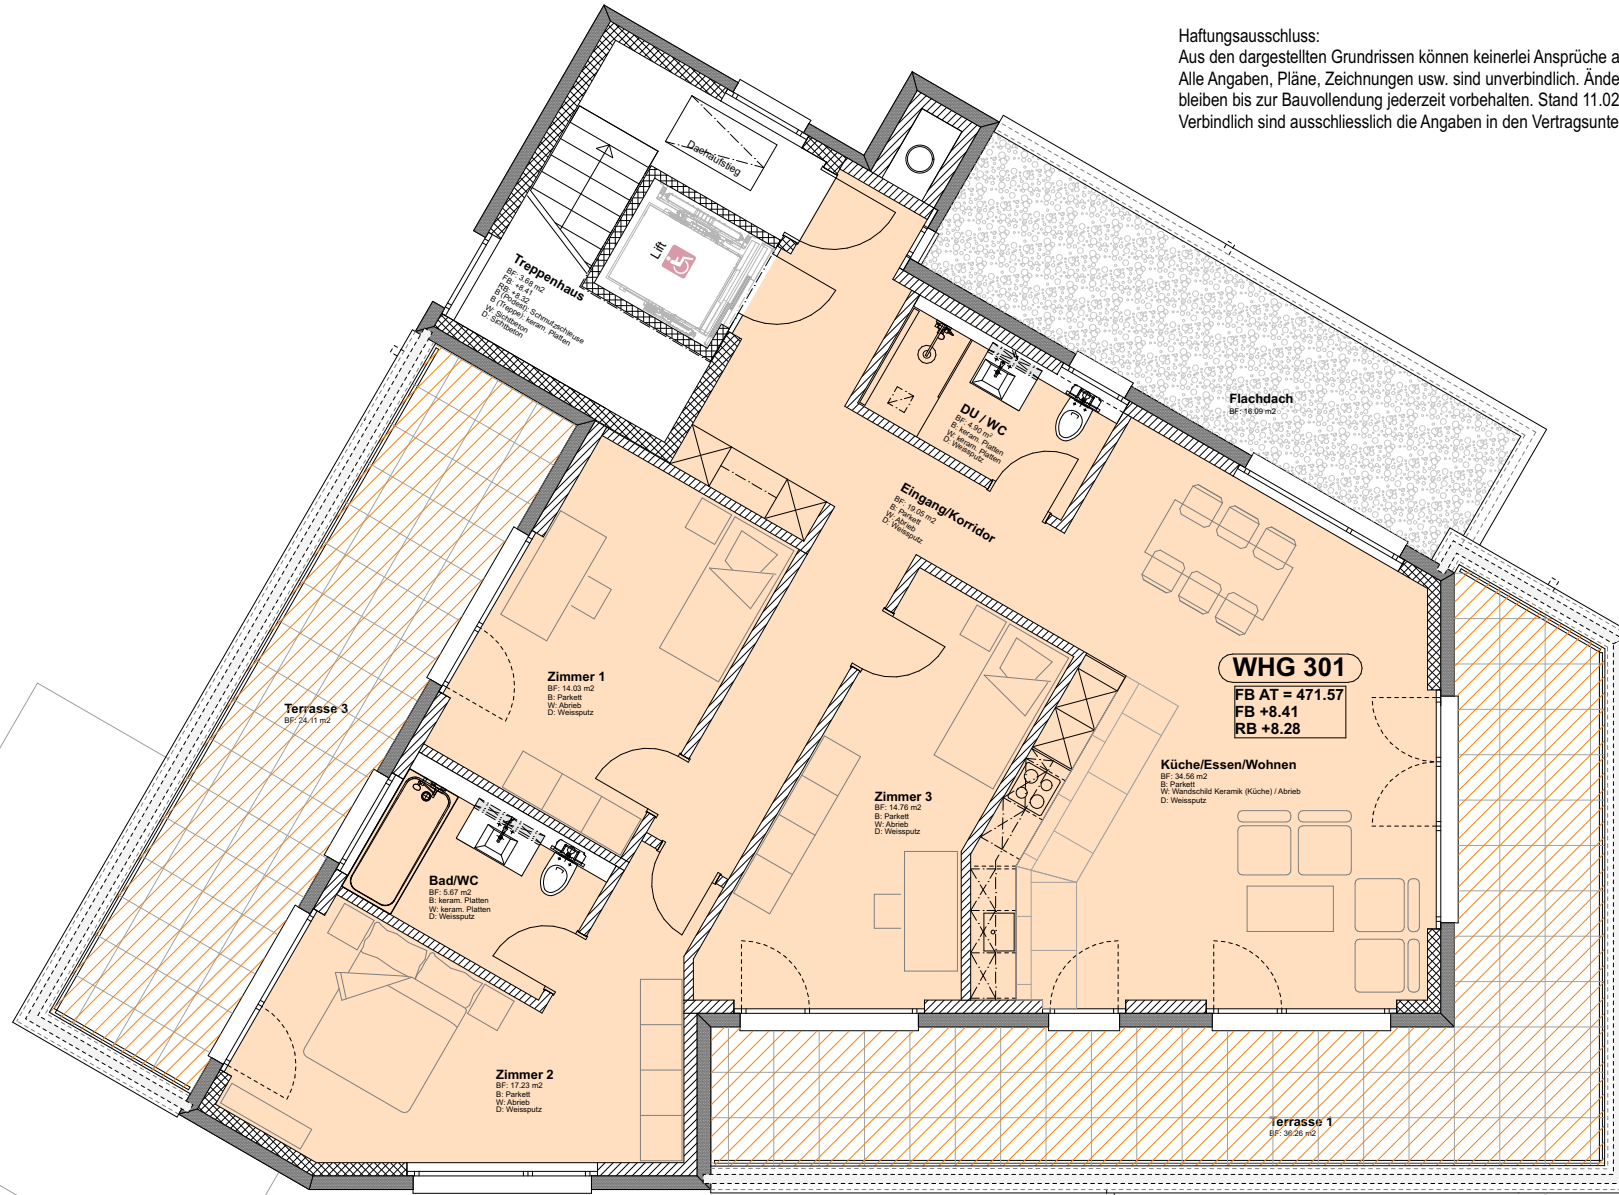 Haftungsausschluss:
Aus den dargestellten Grundrissen können keinerlei Ansprüche a
Alle Angaben, Pläne, Zeichnungen usw. sind unverbindlich. Ände
bleiben bis zur Bauvollendung jederzeit vorbehalten. Stand 11.02
Verbindlich sind ausschliesslich die Angaben in den Vertragsunte
Dachaufstieg
Lift
Treppenhaus
BF: 3.68 m2
FB: +8.41
RB: +8.32
B (Podest): Schmutzschleuse
B (Treppe): keram. Platten
W: Sichtbeton
D: Sichtbeton
Flachdach
BF: 16.09 m2
DU / WC
BF: 4.90 m²
B: keram. Platten
W: keram. Platten
D: Weissputz
Eingang/Korridor
BF: 19.05 m2
B: Parkett
W: Abrieb
D: Weissputz
WHG 301
FB AT = 471.57
FB +8.41
RB +8.28
Zimmer 1
BF: 14.03 m2
B: Parkett
W: Abrieb
D: Weissputz
Terrasse 3
BF: 24.11 m2
Küche/Essen/Wohnen
BF: 34.56 m2
B: Parkett
W: Wandschild Keramik (Küche) / Abrieb
D: Weissputz
Zimmer 3
BF: 14.76 m2
B: Parkett
W: Abrieb
D: Weissputz
Bad/WC
BF: 5.67 m2
B: keram. Platten
W: keram. Platten
D: Weissputz
Zimmer 2
BF: 17.23 m2
B: Parkett
W: Abrieb
D: Weissputz
Terrasse 1
BF: 36.26 m2